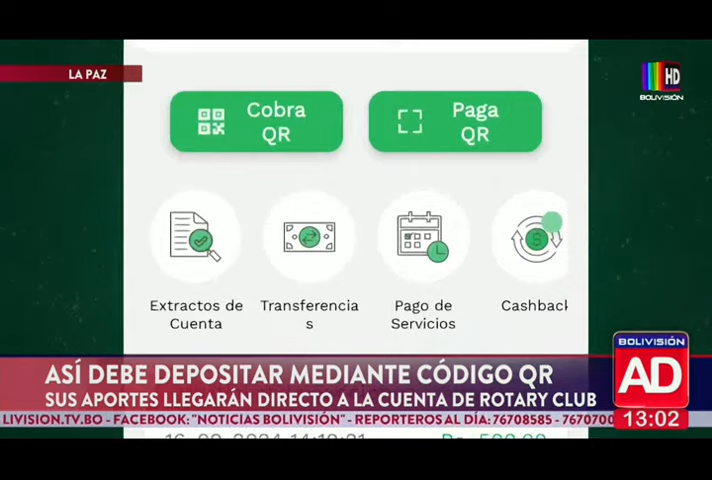 LA PAZ
HD
BOLIVISIÓN
Cobra
QR
Paga
QR
Extractos de
Cuenta
Transferencia
s
Pago de
Servicios
Cashback
BOLIVISIÓN
AD
ASÍ DEBE DEPOSITAR MEDIANTE CÓDIGO QR
SUS APORTES LLEGARÁN DIRECTO A LA CUENTA DE ROTARY CLUB
LIVISION.TV.BO - FACEBOOK: "NOTICIAS BOLIVISIÓN" - REPORTEROS AL DÍA: 76708585 - 7670700
13:02